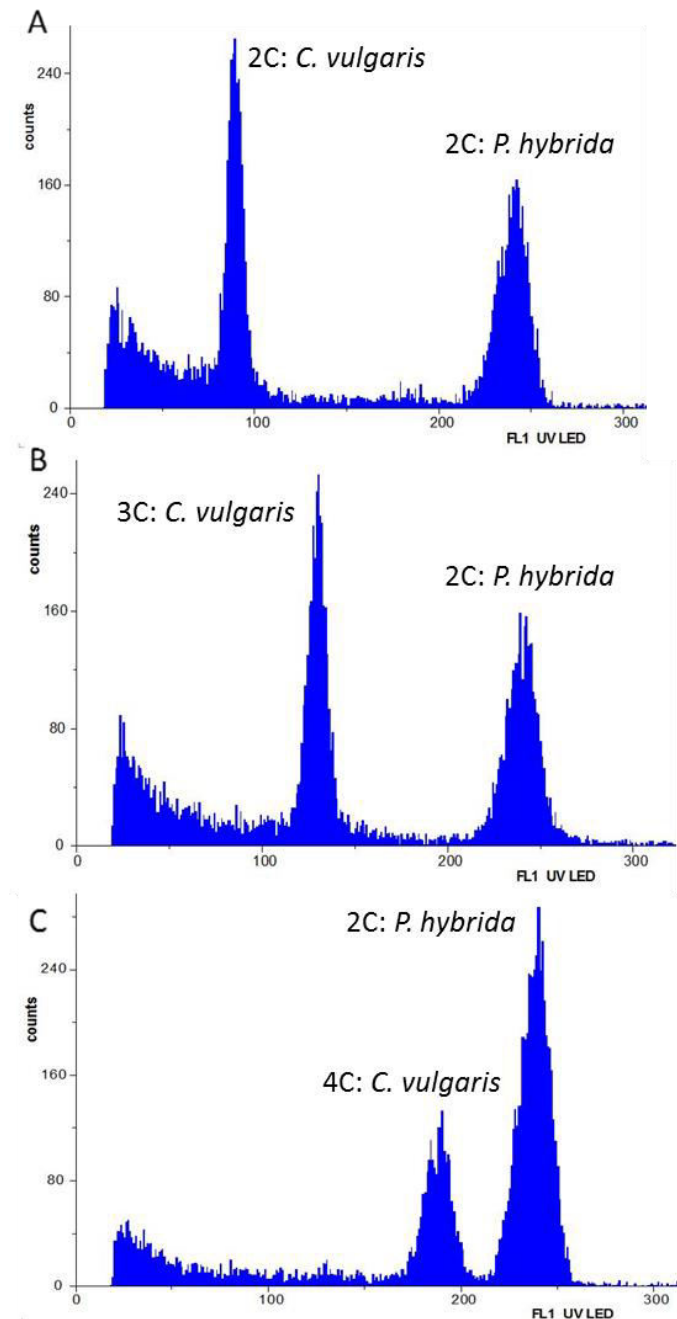 A
2C: C. vulgaris
2C: P. hybrida
counts
240
160
80
0
0
100
200
300
FL1 UV LED
B
3C: C. vulgaris
2C: P. hybrida
counts
240
160
80
0
0
100
200
300
FL1 UV LED
C
2C: P. hybrida
4C: C. vulgaris
counts
240
160
80
0
0
100
200
300
FL1 UV LED